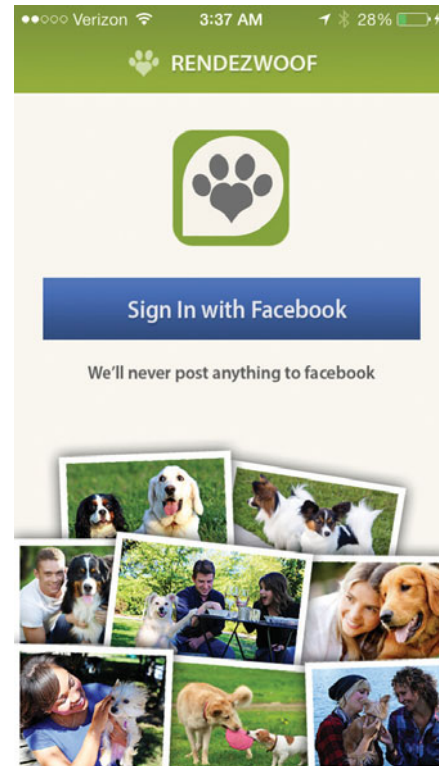 Verizon 3:37 AM 28%
RENDEZWOOF
Sign In with Facebook
We'll never post anything to facebook